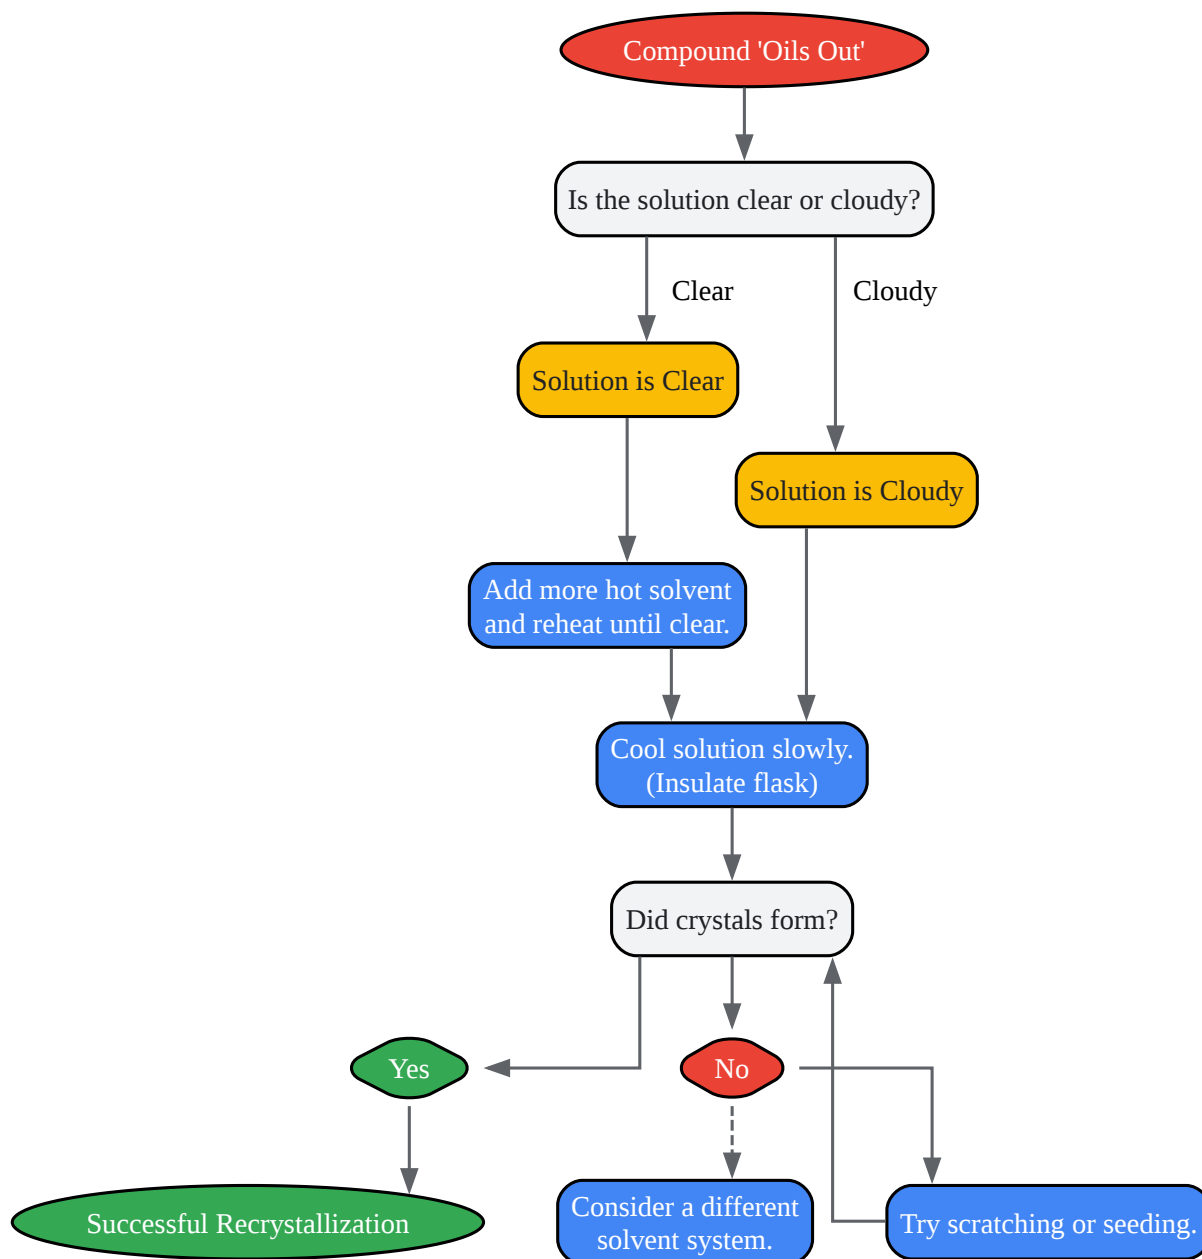 Compound 'Oils Out'
Is the solution clear or cloudy?
Clear
Cloudy
Solution is Clear
Solution is Cloudy
Add more hot solvent
and reheat until clear.
Cool solution slowly.
(Insulate flask)
Did crystals form?
Yes
No
Successful Recrystallization
Consider a different
solvent system.
Try scratching or seeding.